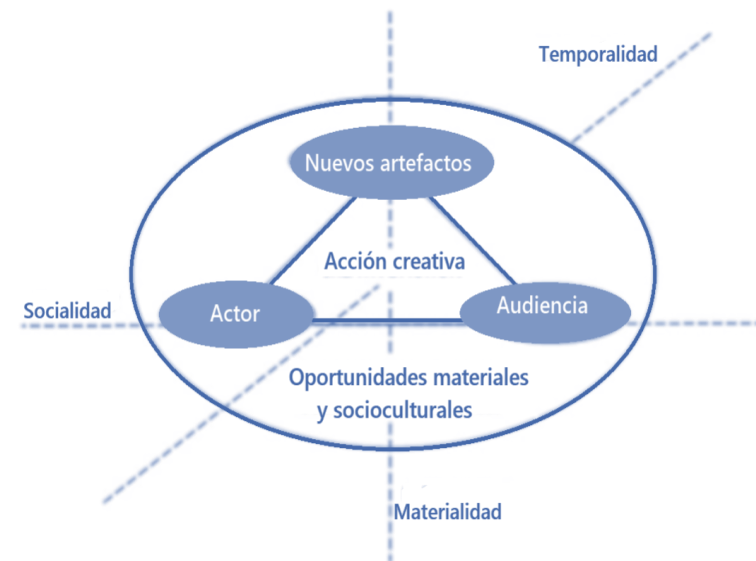 Temporalidad
Nuevos artefactos
Acción creativa
Socialidad
Actor
Audiencia
Oportunidades materiales
y socioculturales
Materialidad